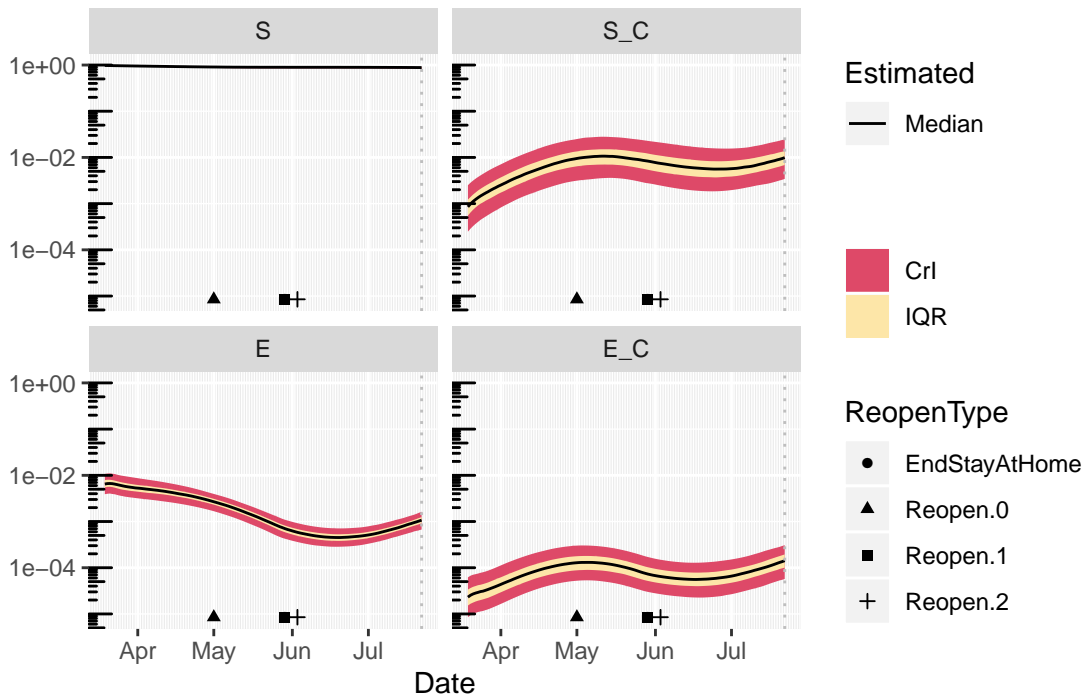 S
S_C
1e+00
1e−02
1e−04
E
E_C
1e+00
1e−02
1e−04
Apr
May
Jun
Jul
Apr
May
Jun
Jul
Date
Estimated
Median
CrI
IQR
ReopenType
EndStayAtHome
Reopen.0
Reopen.1
Reopen.2